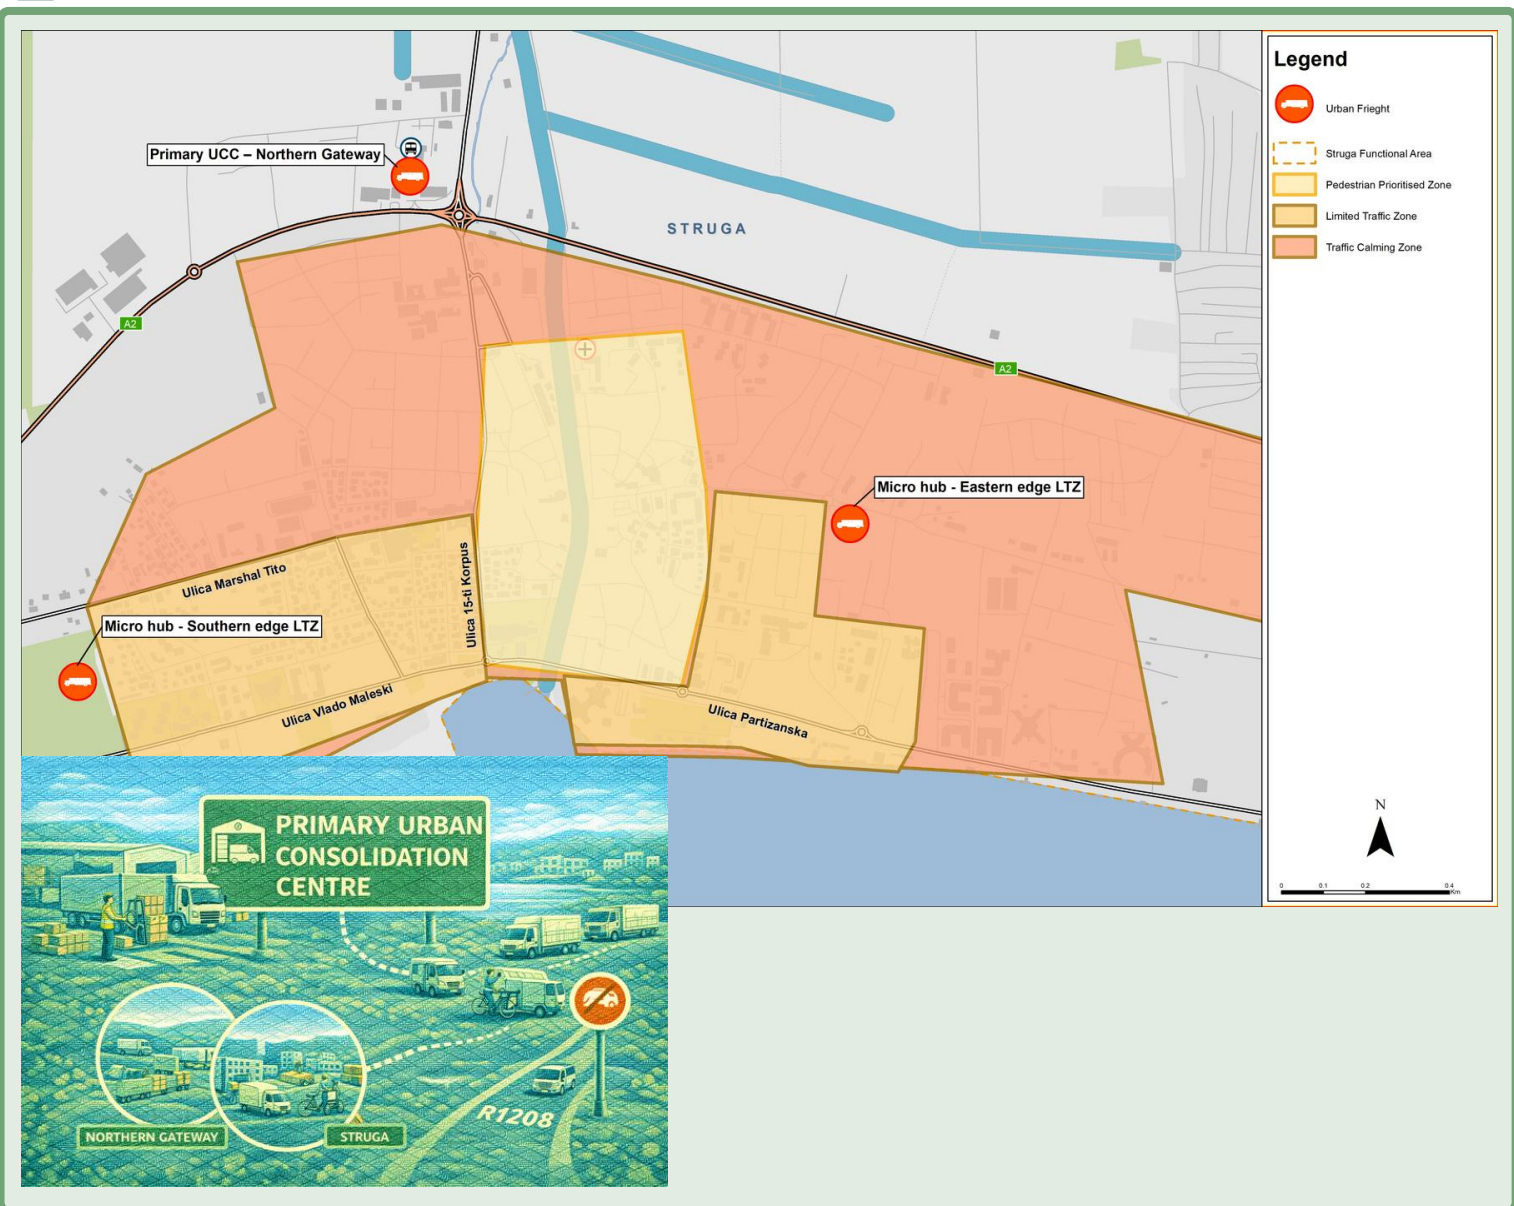 Primary UCC – Northern Gateway
STRUGA
A2
A2
Micro hub - Eastern edge LTZ
Ulica Marshal Tito
Ulica 15-ti Korpus
Micro hub - Southern edge LTZ
Ulica Vlado Maleski
Ulica Partizanska
Legend
Urban Frieght
Struga Functional Area
Pedestrian Prioritised Zone
Limited Traffic Zone
Traffic Calming Zone
N
0 0.1 0.2 0.4
Km
PRIMARY URBAN
CONSOLIDATION
CENTRE
R1208
NORTHERN GATEWAY
STRUGA